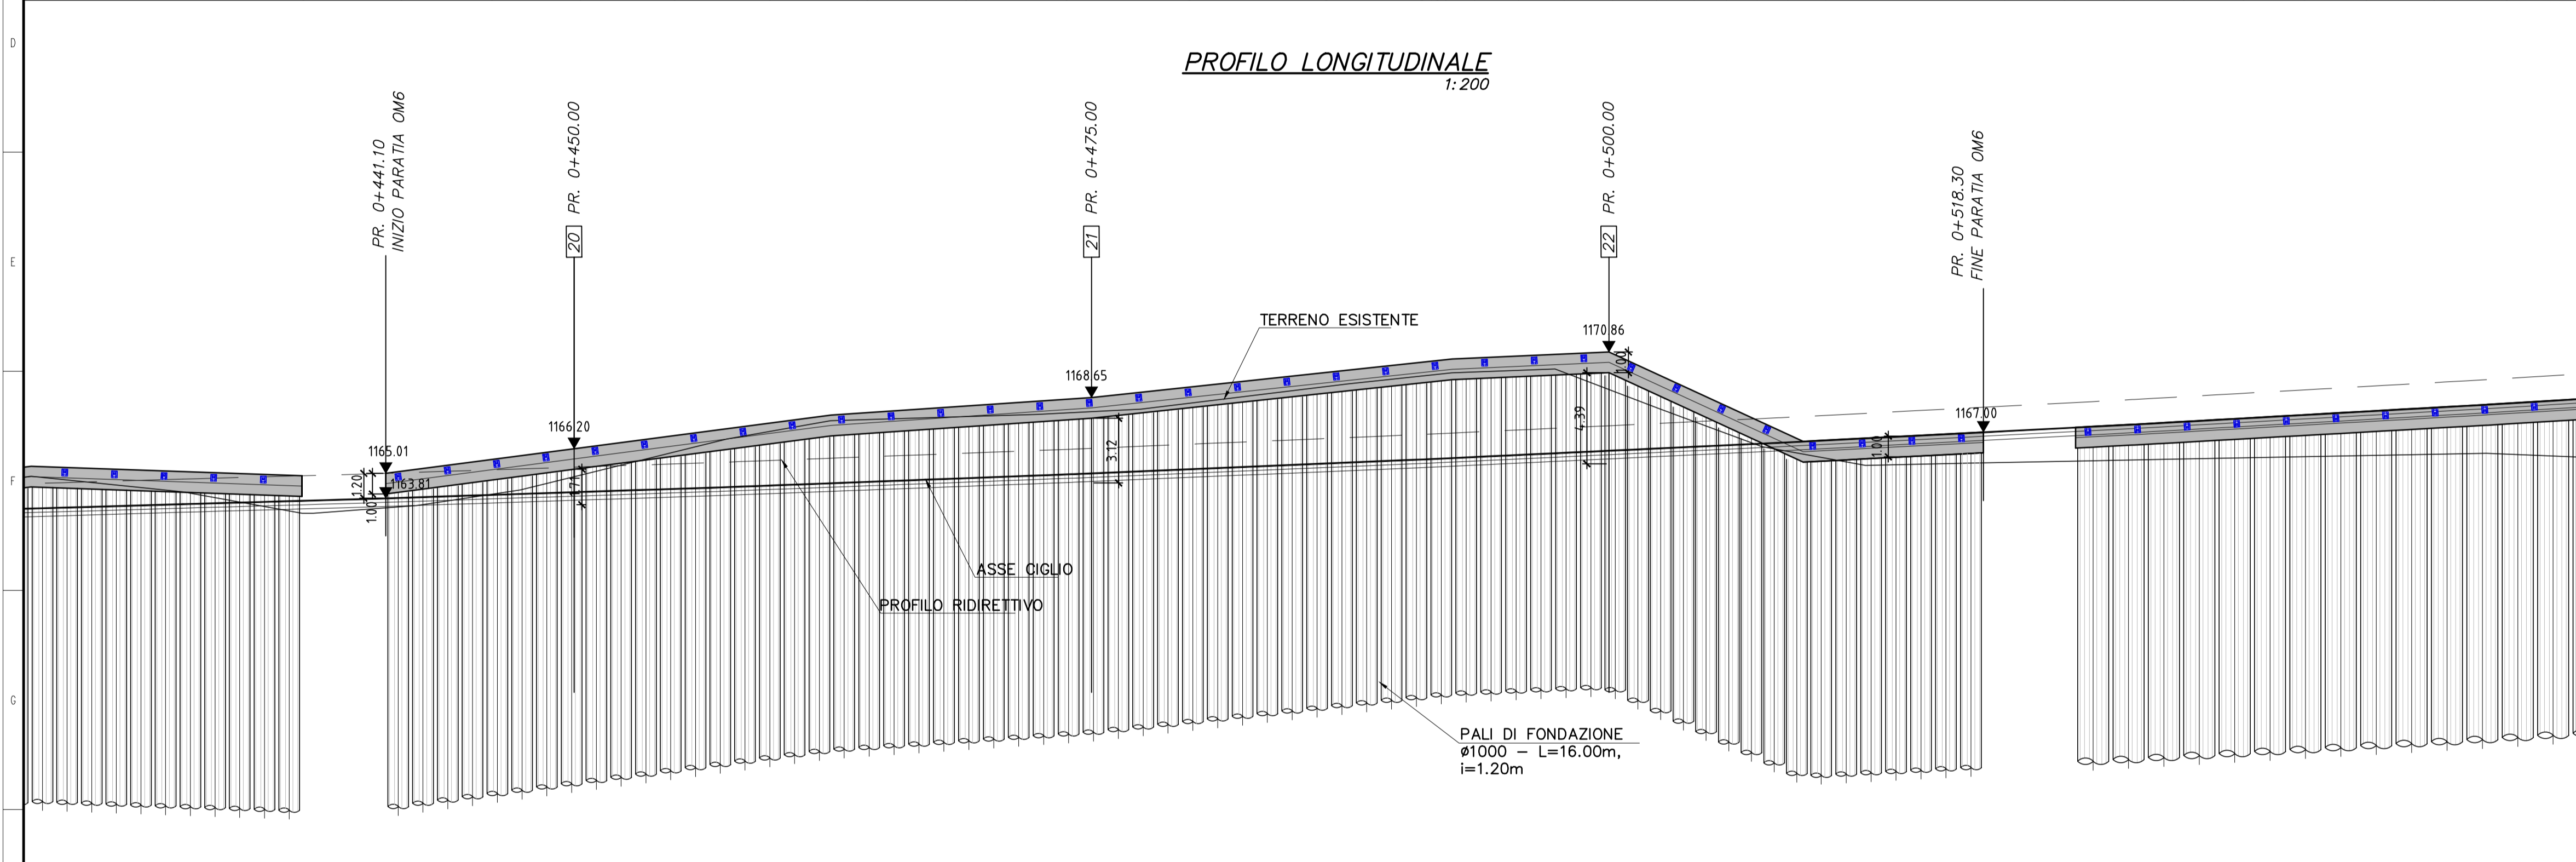 PROFILO LONGITUDINALE
1:200
D
E
F
G
PR. 0+441.10
INIZIO PARATIA OM6
20 PR. 0+450.00
21 PR. 0+475.00
22 PR. 0+500.00
PR. 0+518.30
FINE PARATIA OM6
TERRENO ESISTENTE
1170.86
1168.65
1167.00
1166.20
1165.01
1163.81
1.20
1.00
1.71
3.12
4.39
1.00
1.00
ASSE CIGLIO
PROFILO RIDIRETTIVO
PALI DI FONDAZIONE
ø1000 – L=16.00m,
i=1.20m